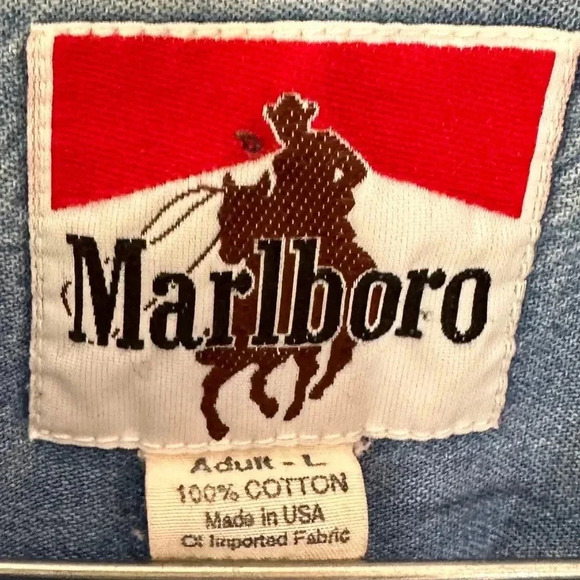 Marlboro
Adult - L
100% COTTON
Made in USA
Of Imported Fabric